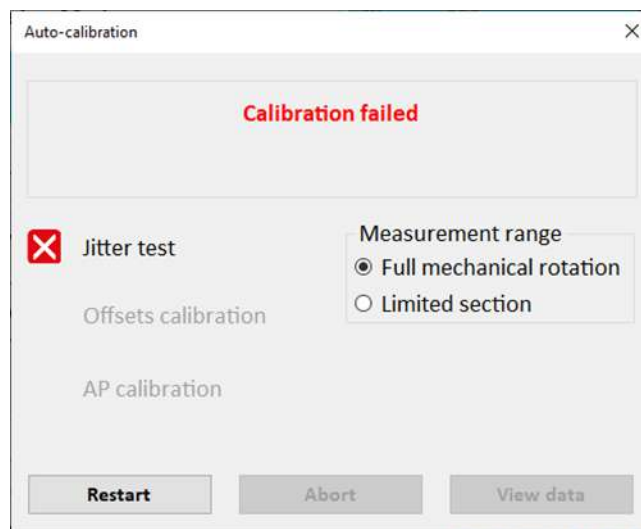 Auto-calibration
Calibration failed
Jitter test
Measurement range
Full mechanical rotation
Limited section
Offsets calibration
AP calibration
Restart
Abort
View data